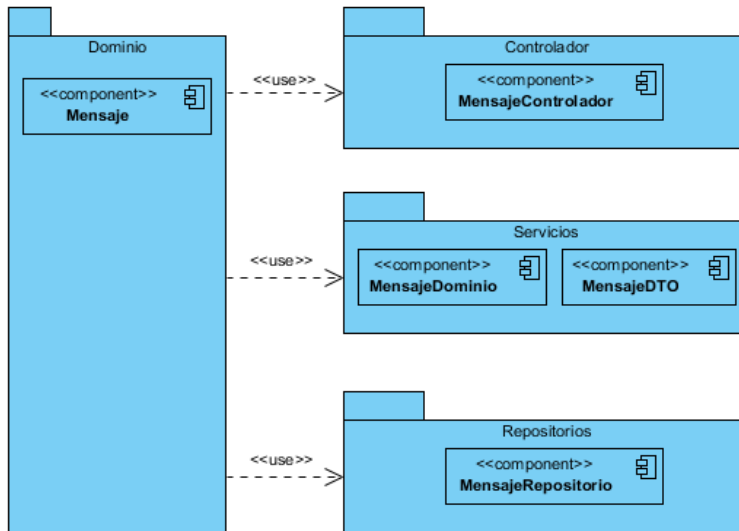 Dominio
<<component>>
Mensaje
<<use>>
Controlador
<<component>>
MensajeControlador
<<use>>
Servicios
<<component>>
MensajeDominio
<<component>>
MensajeDTO
<<use>>
Repositorios
<<component>>
MensajeRepositorio